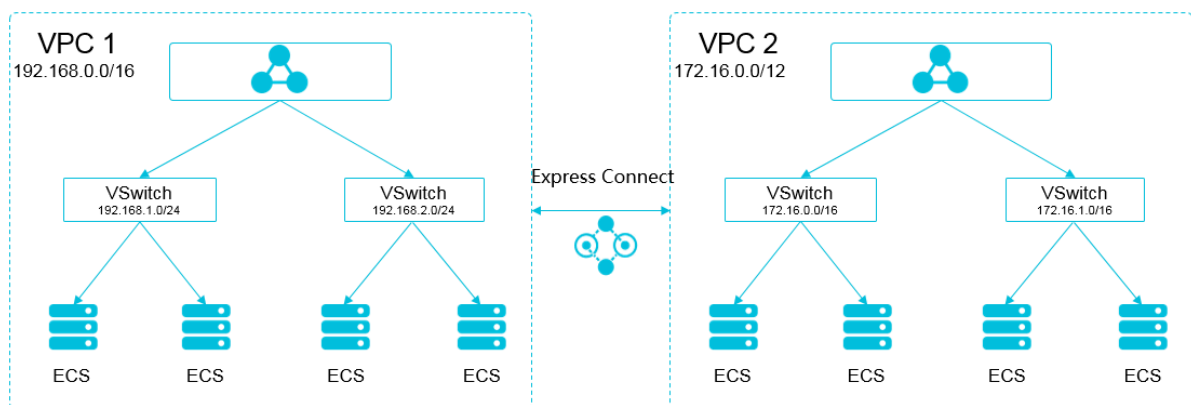 VPC 1
192.168.0.0/16
VSwitch
192.168.1.0/24
VSwitch
192.168.2.0/24
ECS
ECS
ECS
ECS
Express Connect
VPC 2
172.16.0.0/12
VSwitch
172.16.0.0/16
VSwitch
172.16.1.0/16
ECS
ECS
ECS
ECS